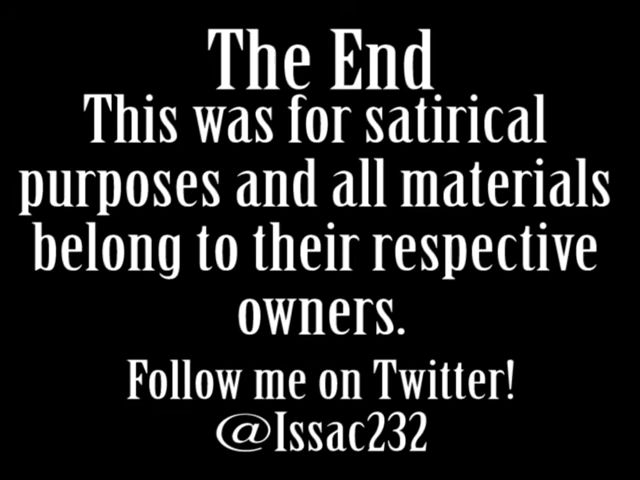 The End
This was for satirical
purposes and all materials
belong to their respective
owners.
Follow me on Twitter!
@Issac232